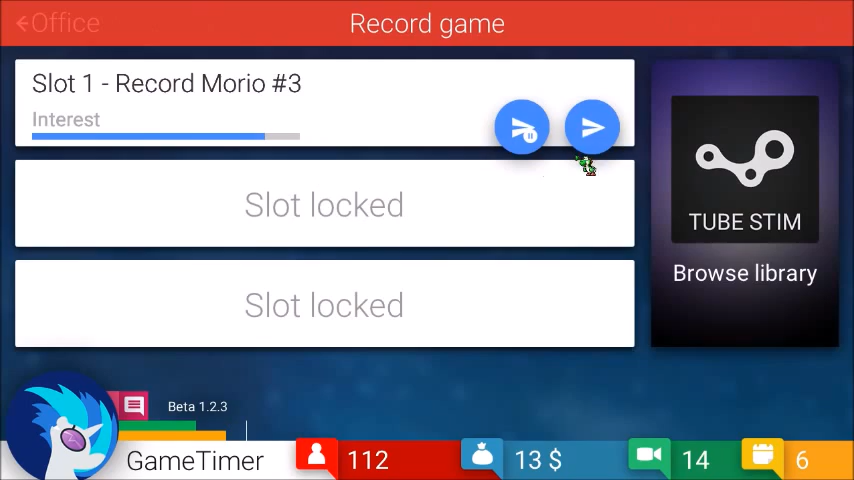 Office
Record game
Slot 1 - Record Morio #3
Interest
Slot locked
Slot locked
TUBE STIM
Browse library
Beta 1.2.3
GameTimer
112
13 $
14
6